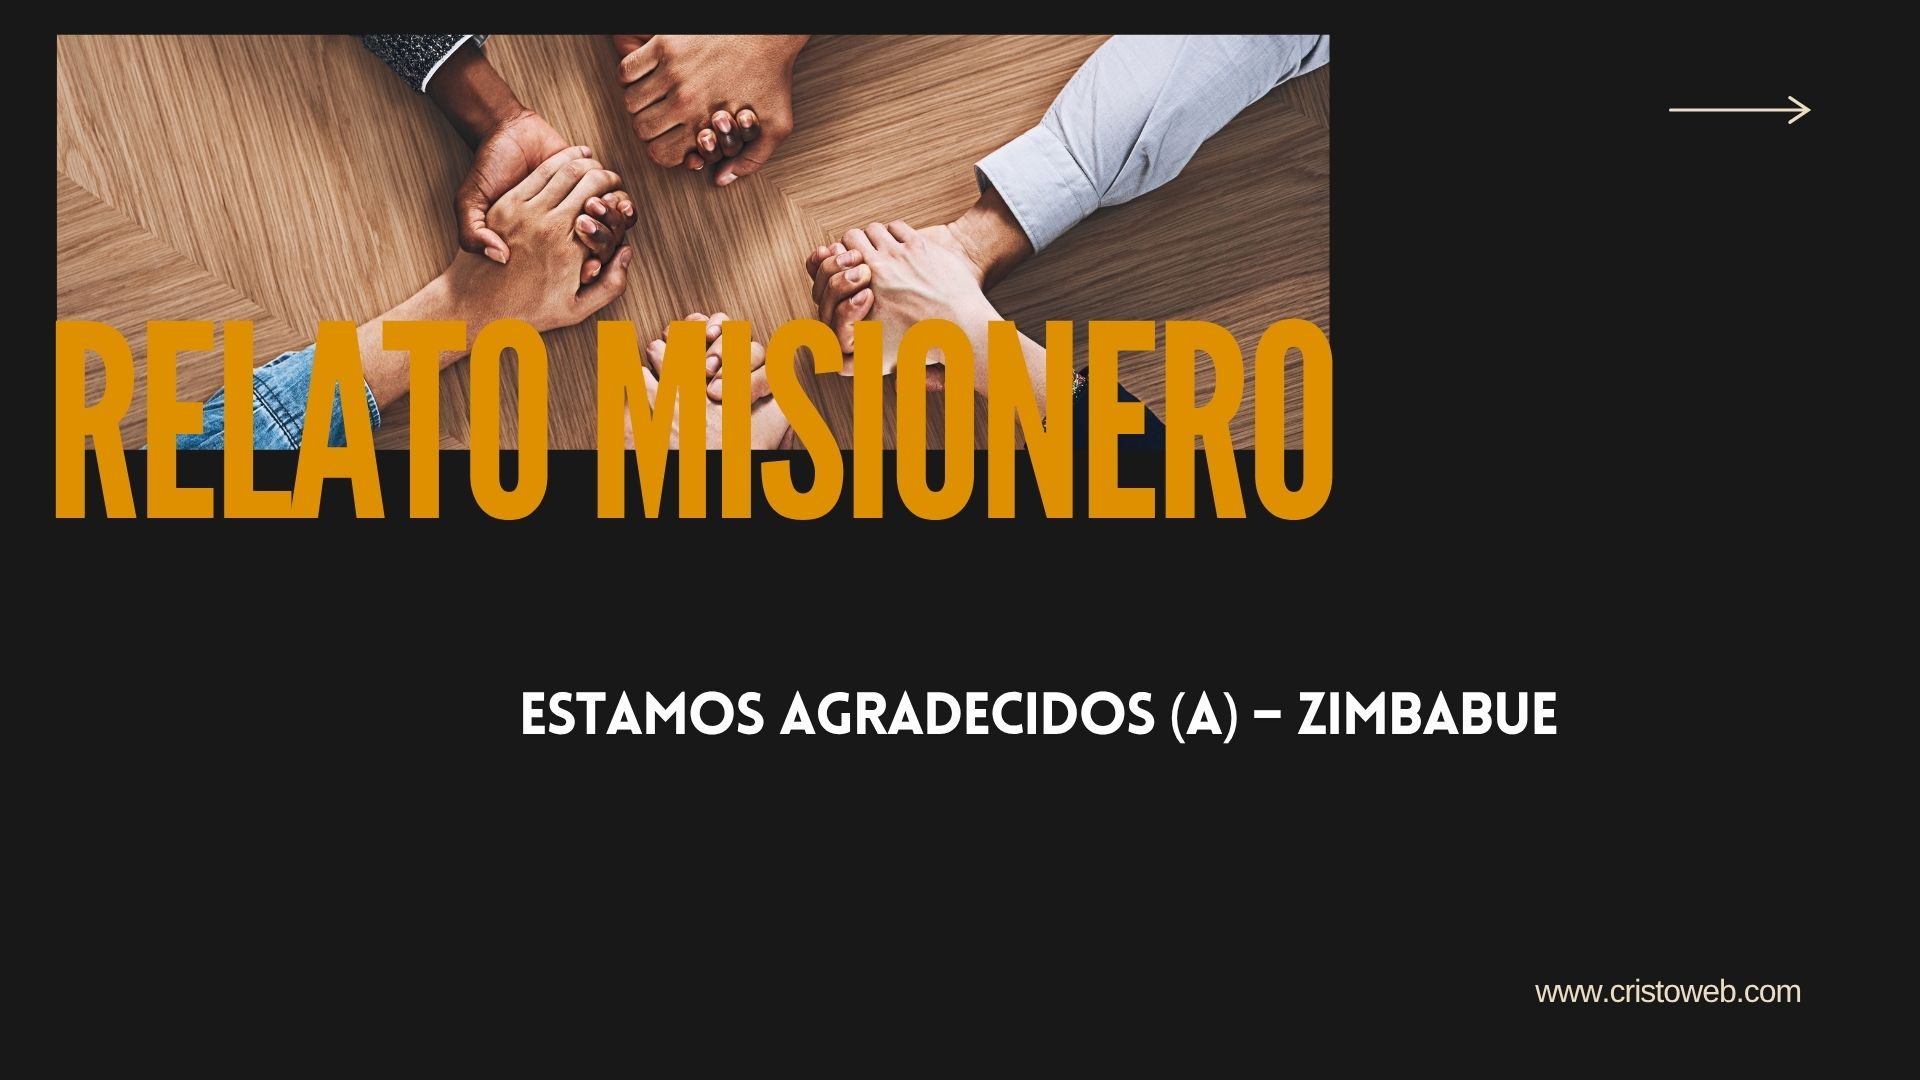 RELATO MISIONERO
ESTAMOS AGRADECIDOS (A) – ZIMBABUE
www.cristoweb.com